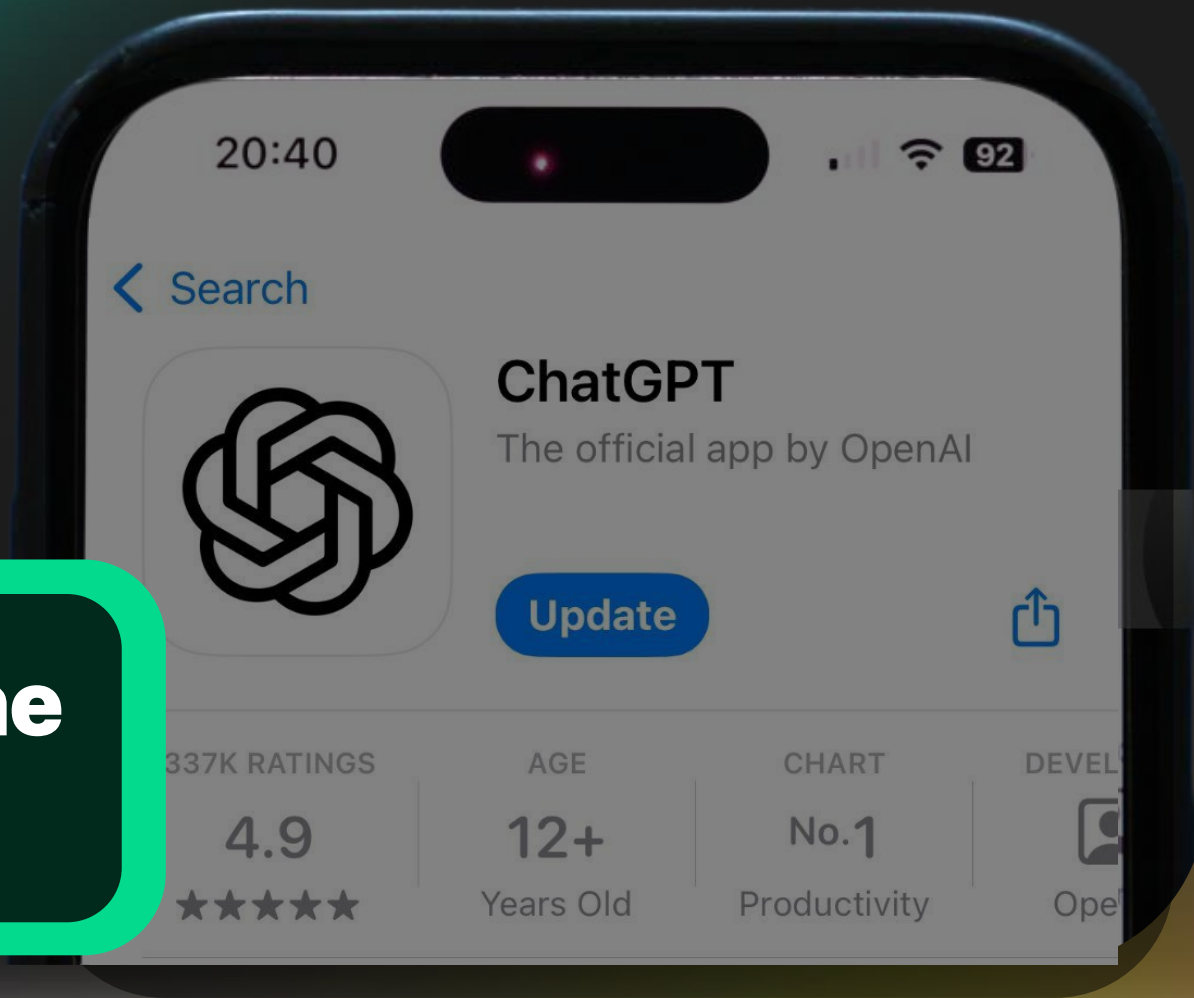 20:40
92
Search
ChatGPT
The official app by OpenAI
Update
337K RATINGS
AGE
CHART
4.9
12+
No.1
Years Old
Productivity